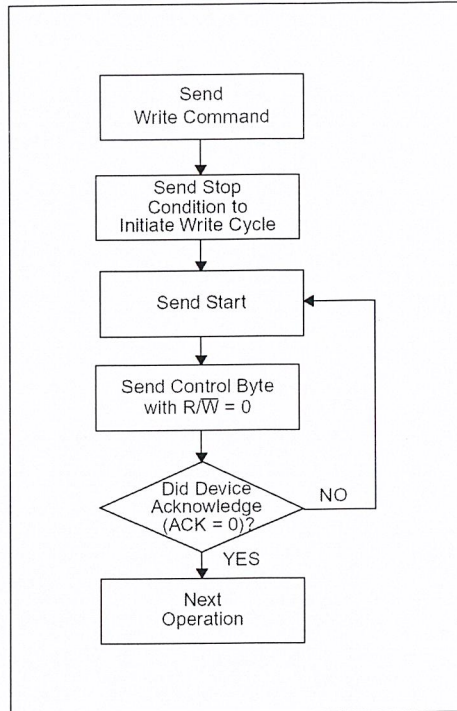 Send
Write Command
Send Stop
Condition to
Initiate Write Cycle
Send Start
Send Control Byte
with R/W̅ = 0
Did Device
Acknowledge
(ACK = 0)?
NO
YES
Next
Operation